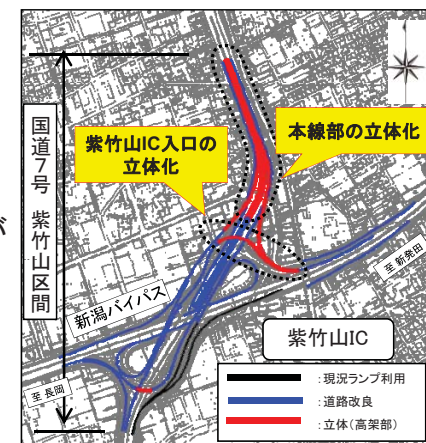 国道7号 紫竹山区間
が
紫竹山IC入口の
立体化
本線部の立体化
新潟バイパス
至 新発田
至 長岡
紫竹山IC
:現況ランプ利用
:道路改良
:立体(高架部)